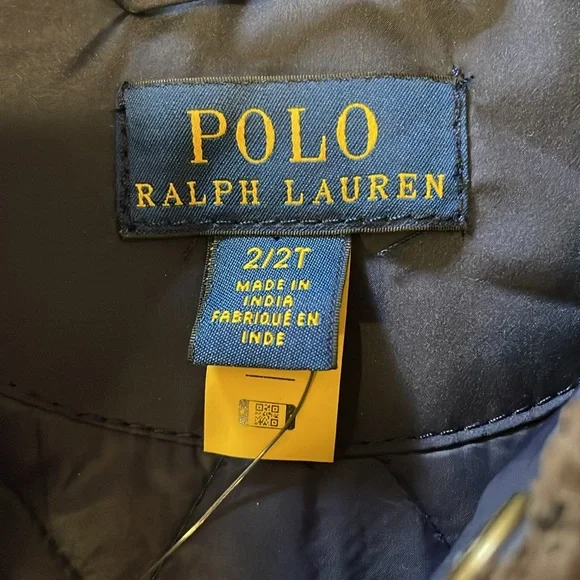 POLO
RALPH LAUREN
2/2T
MADE IN
INDIA
FABRIQUÉ EN
INDE